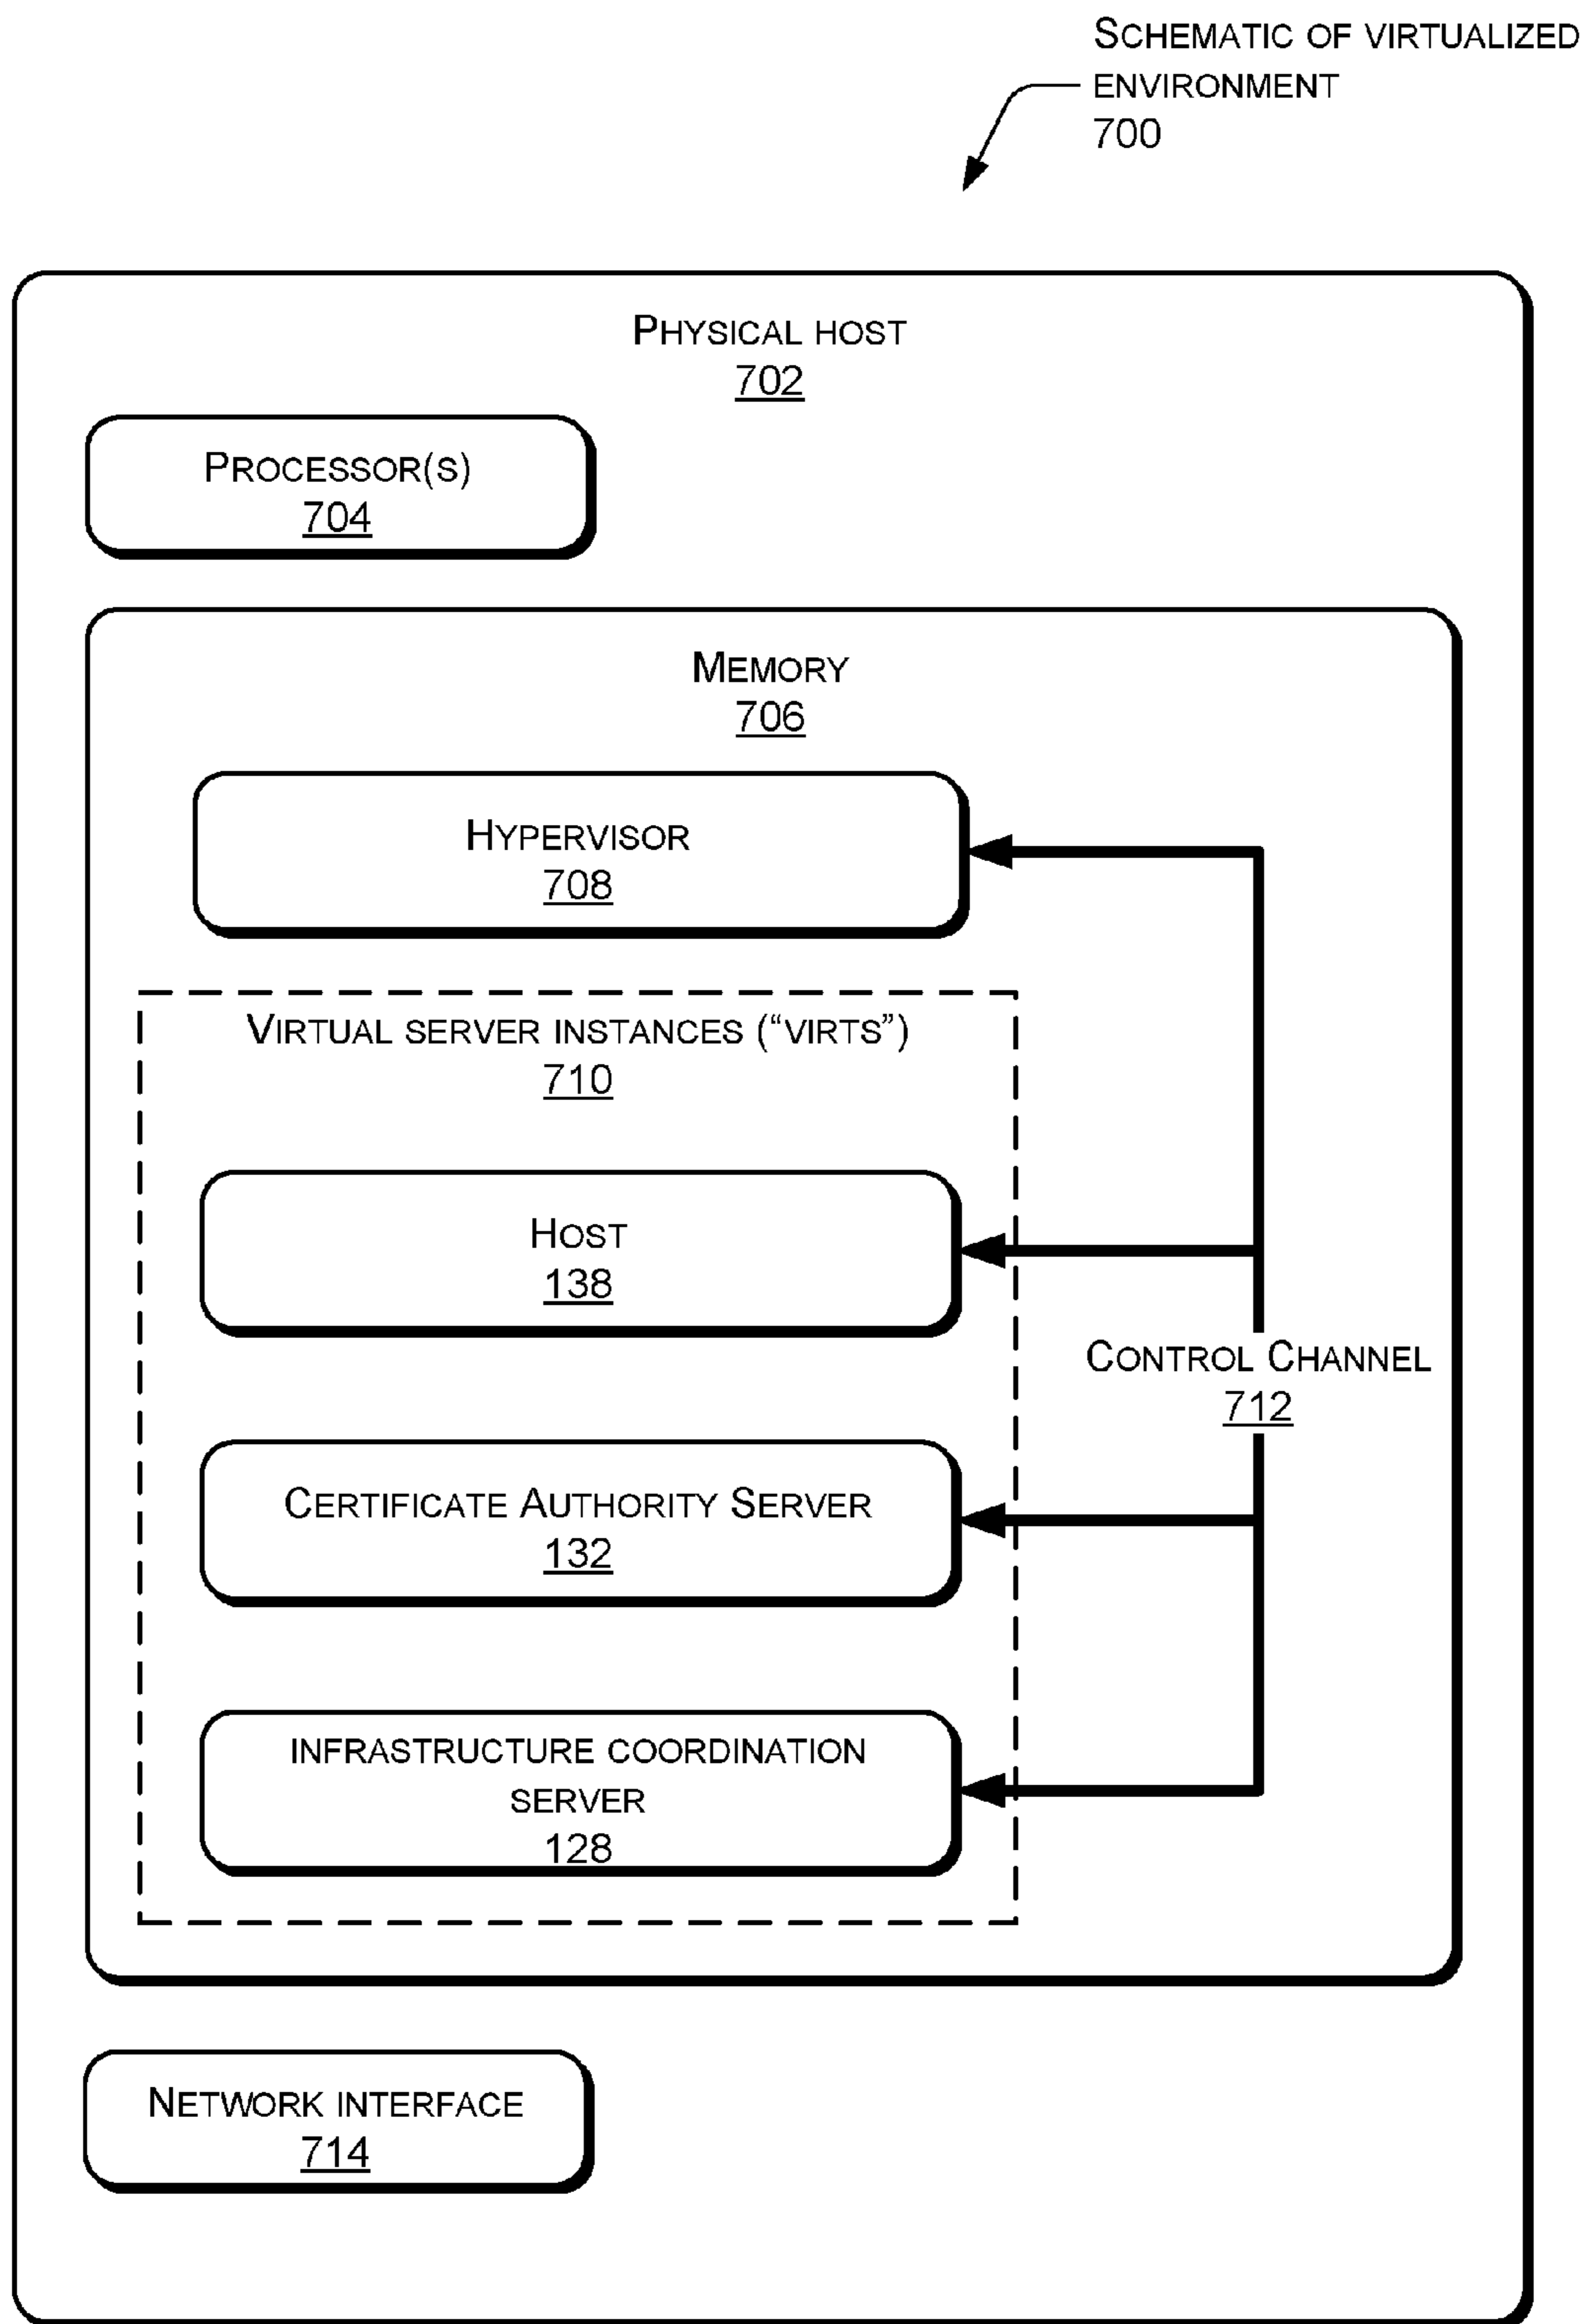 SCHEMATIC OF VIRTUALIZED
ENVIRONMENT
700
PHYSICAL HOST
702
PROCESSOR(S)
704
MEMORY
706
HYPERVISOR
708
VIRTUAL SERVER INSTANCES (“VIRTS”)
710
HOST
138
CONTROL CHANNEL
712
CERTIFICATE AUTHORITY SERVER
132
INFRASTRUCTURE COORDINATION
SERVER
128
NETWORK INTERFACE
714